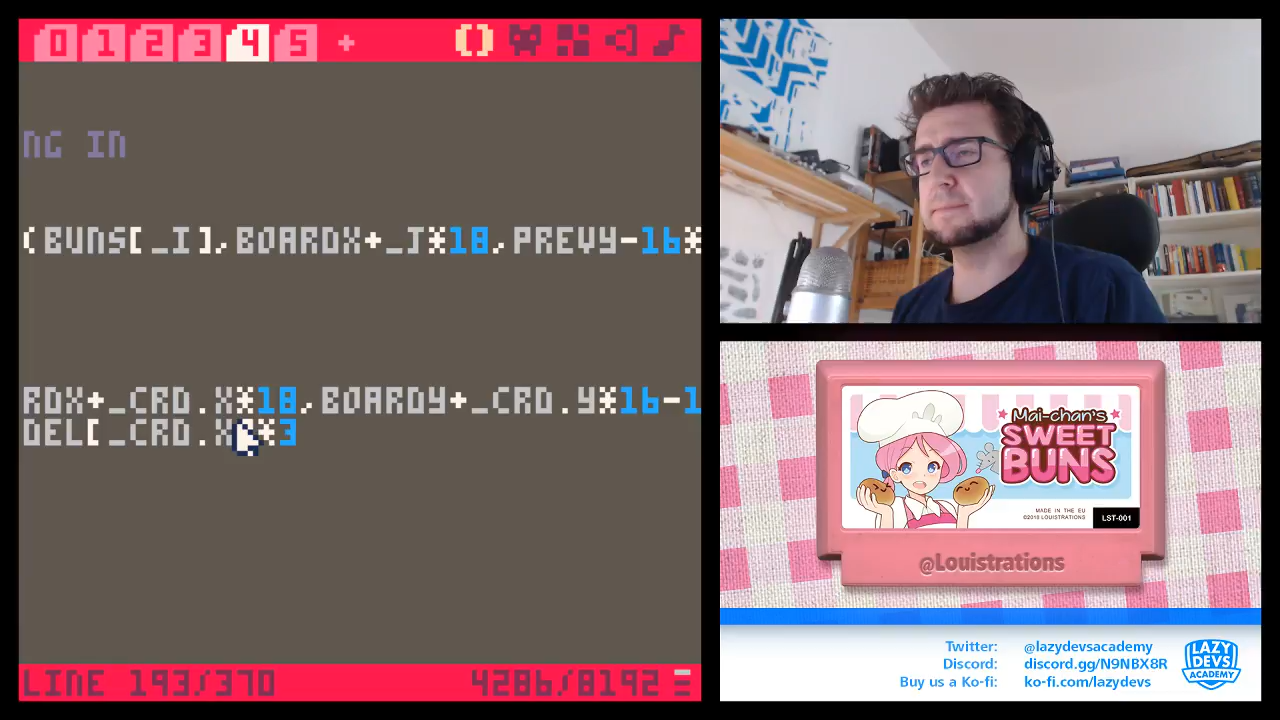 0 1 2 3 4 5 +
NG IN
(BUNS[_I],BOARDX+_J*18,PREVY-16*
RDX+_CRD.X*18,BOARDY+_CRD.Y*16-1
DEL[_CRD.X]*3
LINE 193/370 4286/8192
Mai-chan's
SWEET
BUNS
MADE IN THE EU
©2018 LOUISTRATIONS
LST-001
@Louistrations
Twitter: @lazydevsacademy
Discord: discord.gg/N9NBX8R
Buy us a Ko-fi: ko-fi.com/lazydevs
LAZY
DEVS
ACADEMY